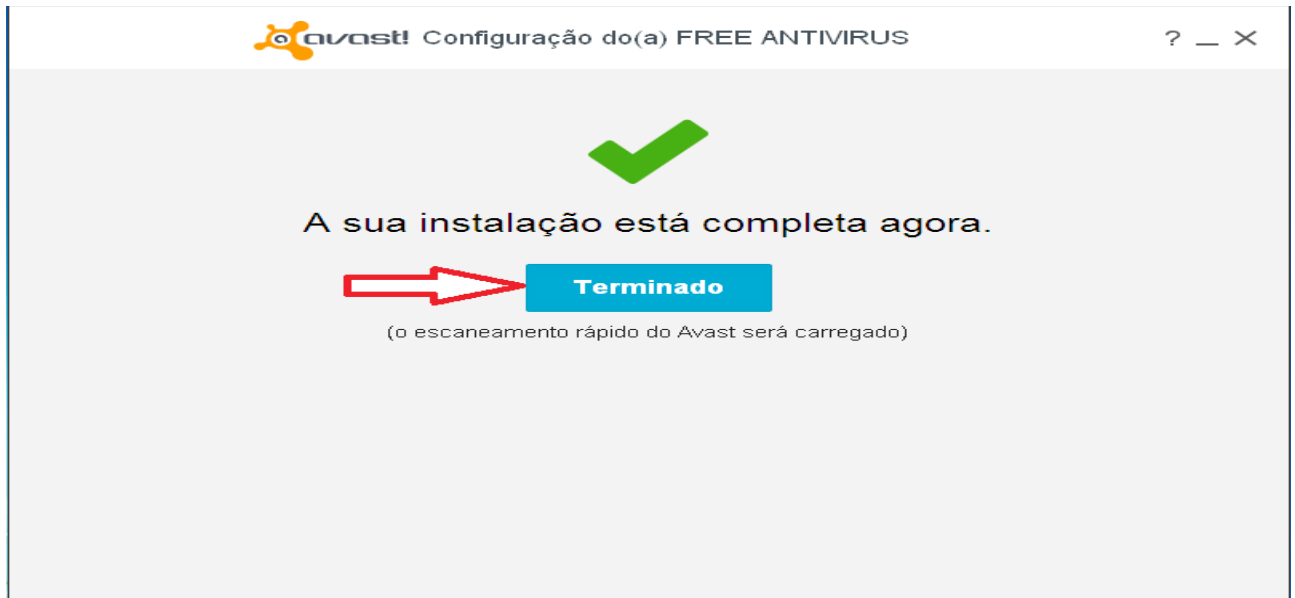 avast! Configuração do(a) FREE ANTIVIRUS ? _ ×
A sua instalação está completa agora.
Terminado
(o escaneamento rápido do Avast será carregado)